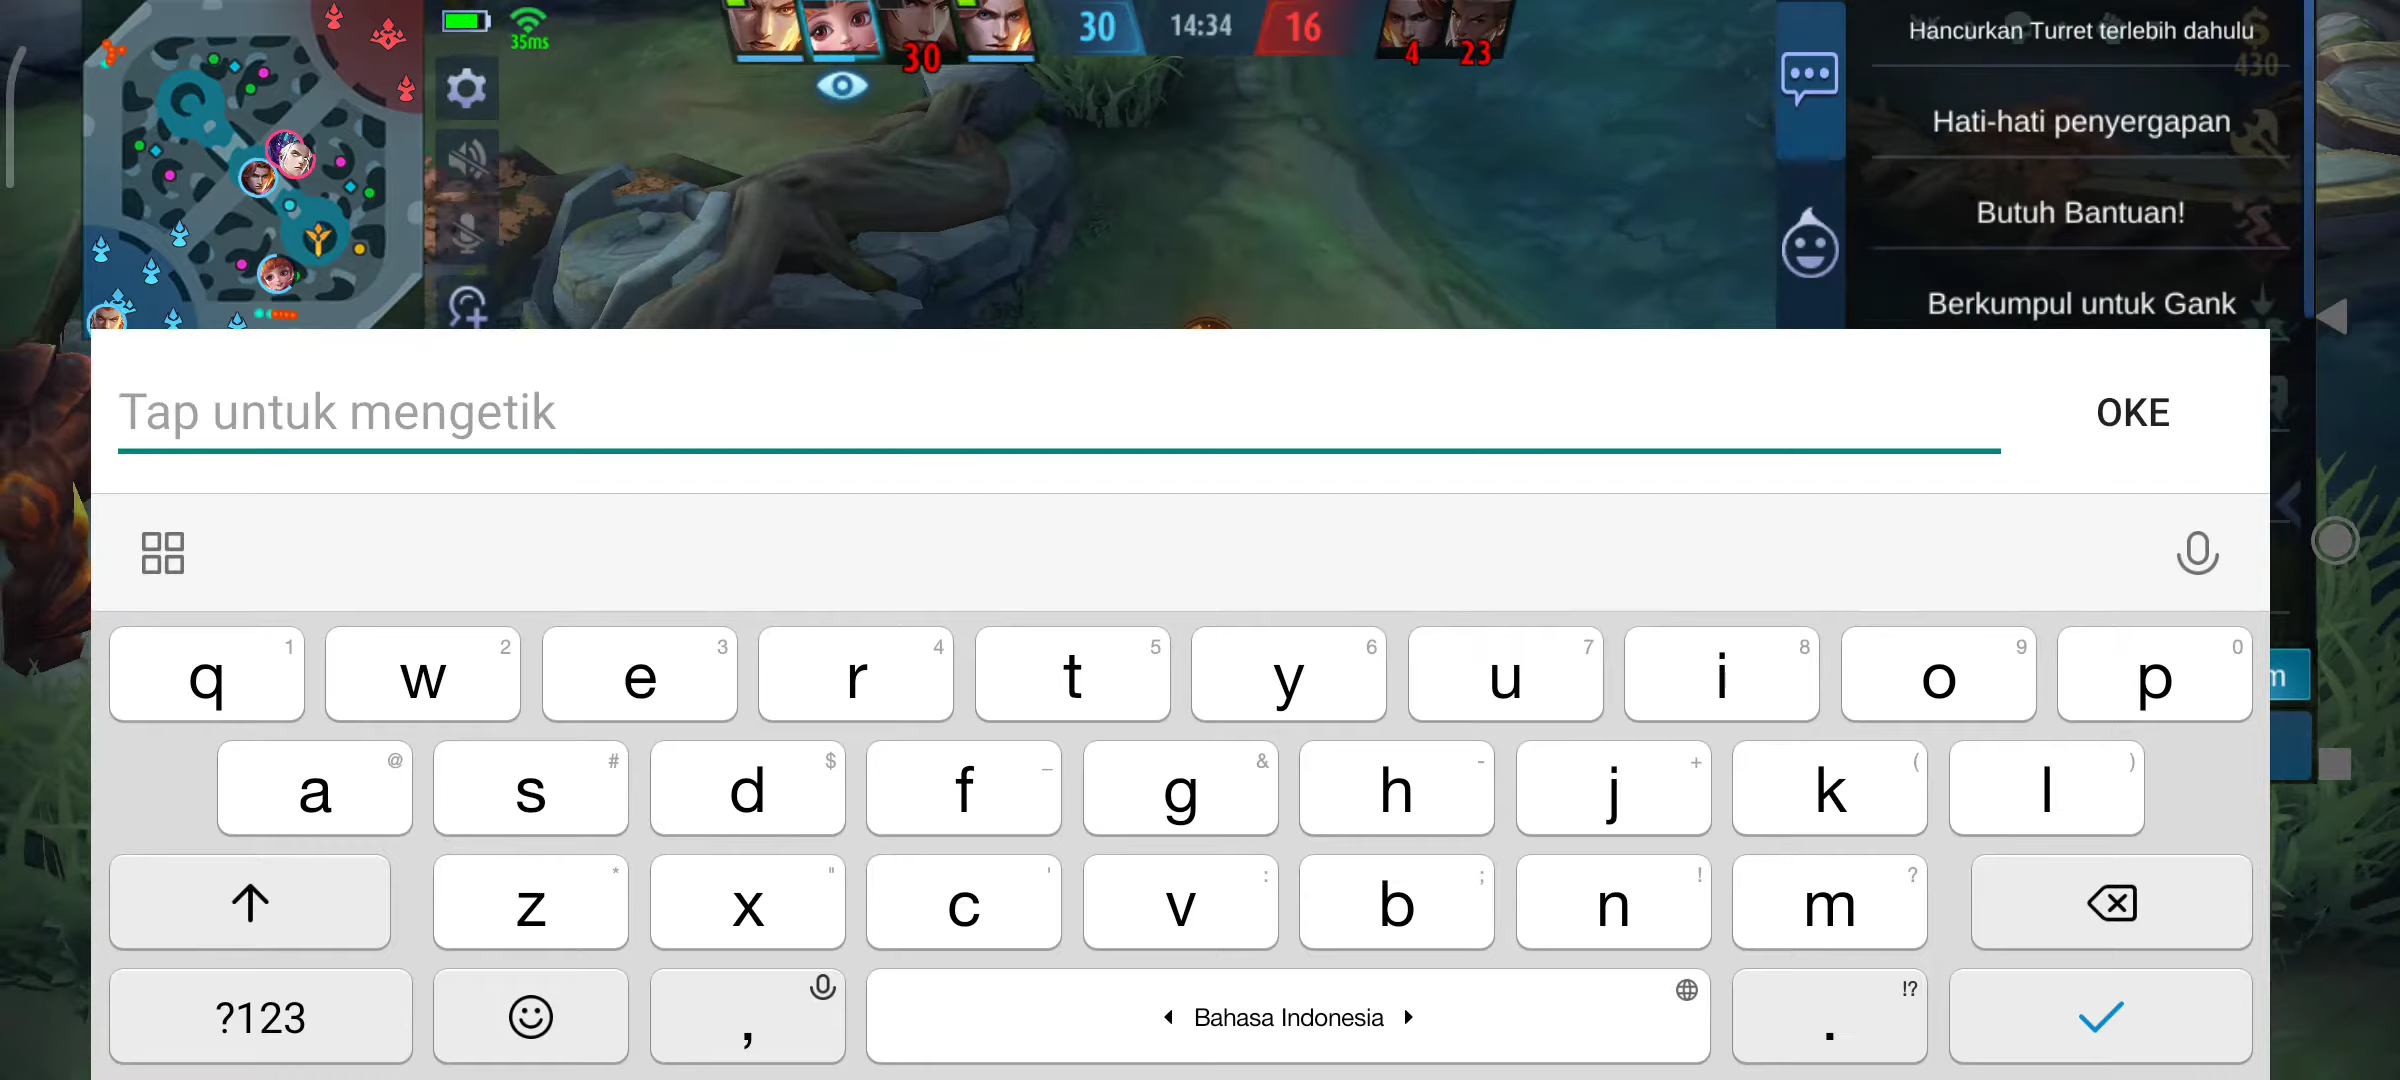 35ms
30
30
14:34
16
4
23
Hancurkan Turret terlebih dahulu
430
Hati-hati penyergapan
Butuh Bantuan!
Berkumpul untuk Gank
Tap untuk mengetik
OKE
m
q 1 w 2 e 3 r 4 t 5 y 6 u 7 i 8 o 9 p 0
a @ s # d $ f _ g & h - j + k ( l )
z * x " c ' v : b ; n ! m ?
?123 , Bahasa Indonesia . !?